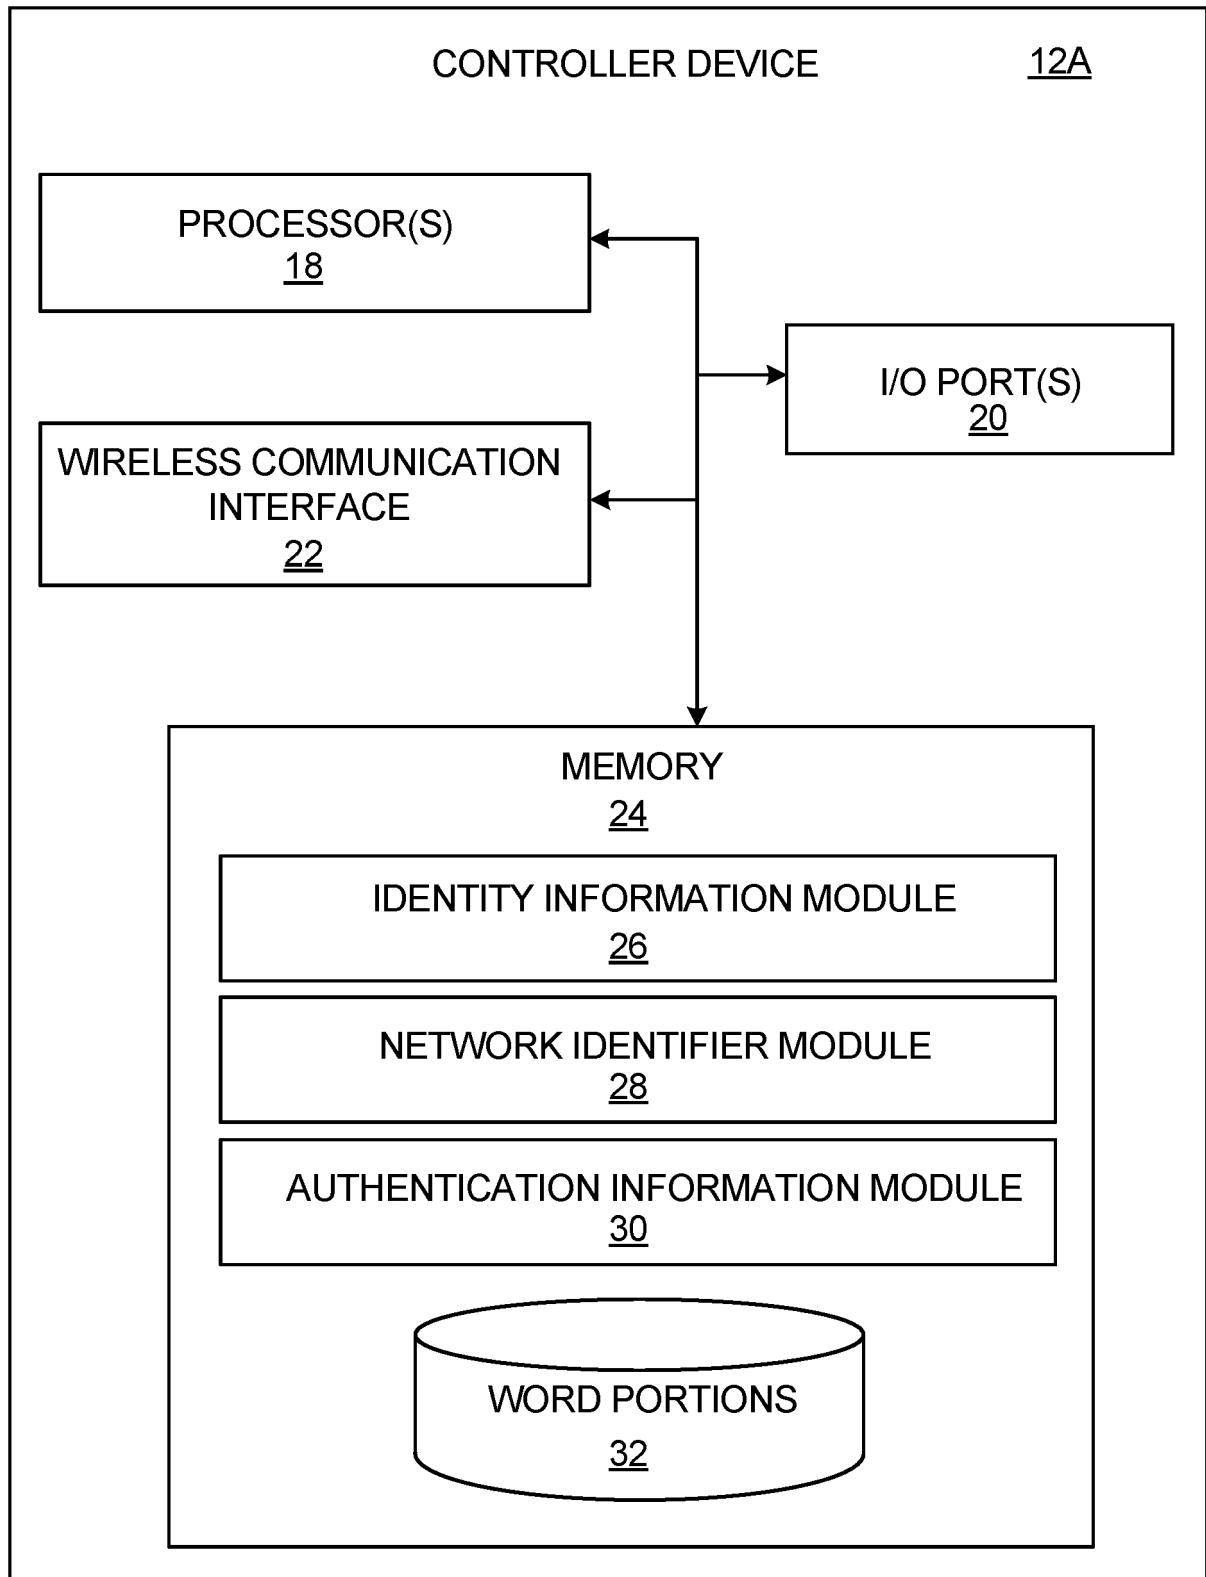 CONTROLLER DEVICE
12A
PROCESSOR(S)
18
I/O PORT(S)
20
WIRELESS COMMUNICATION
INTERFACE
22
MEMORY
24
IDENTITY INFORMATION MODULE
26
NETWORK IDENTIFIER MODULE
28
AUTHENTICATION INFORMATION MODULE
30
WORD PORTIONS
32